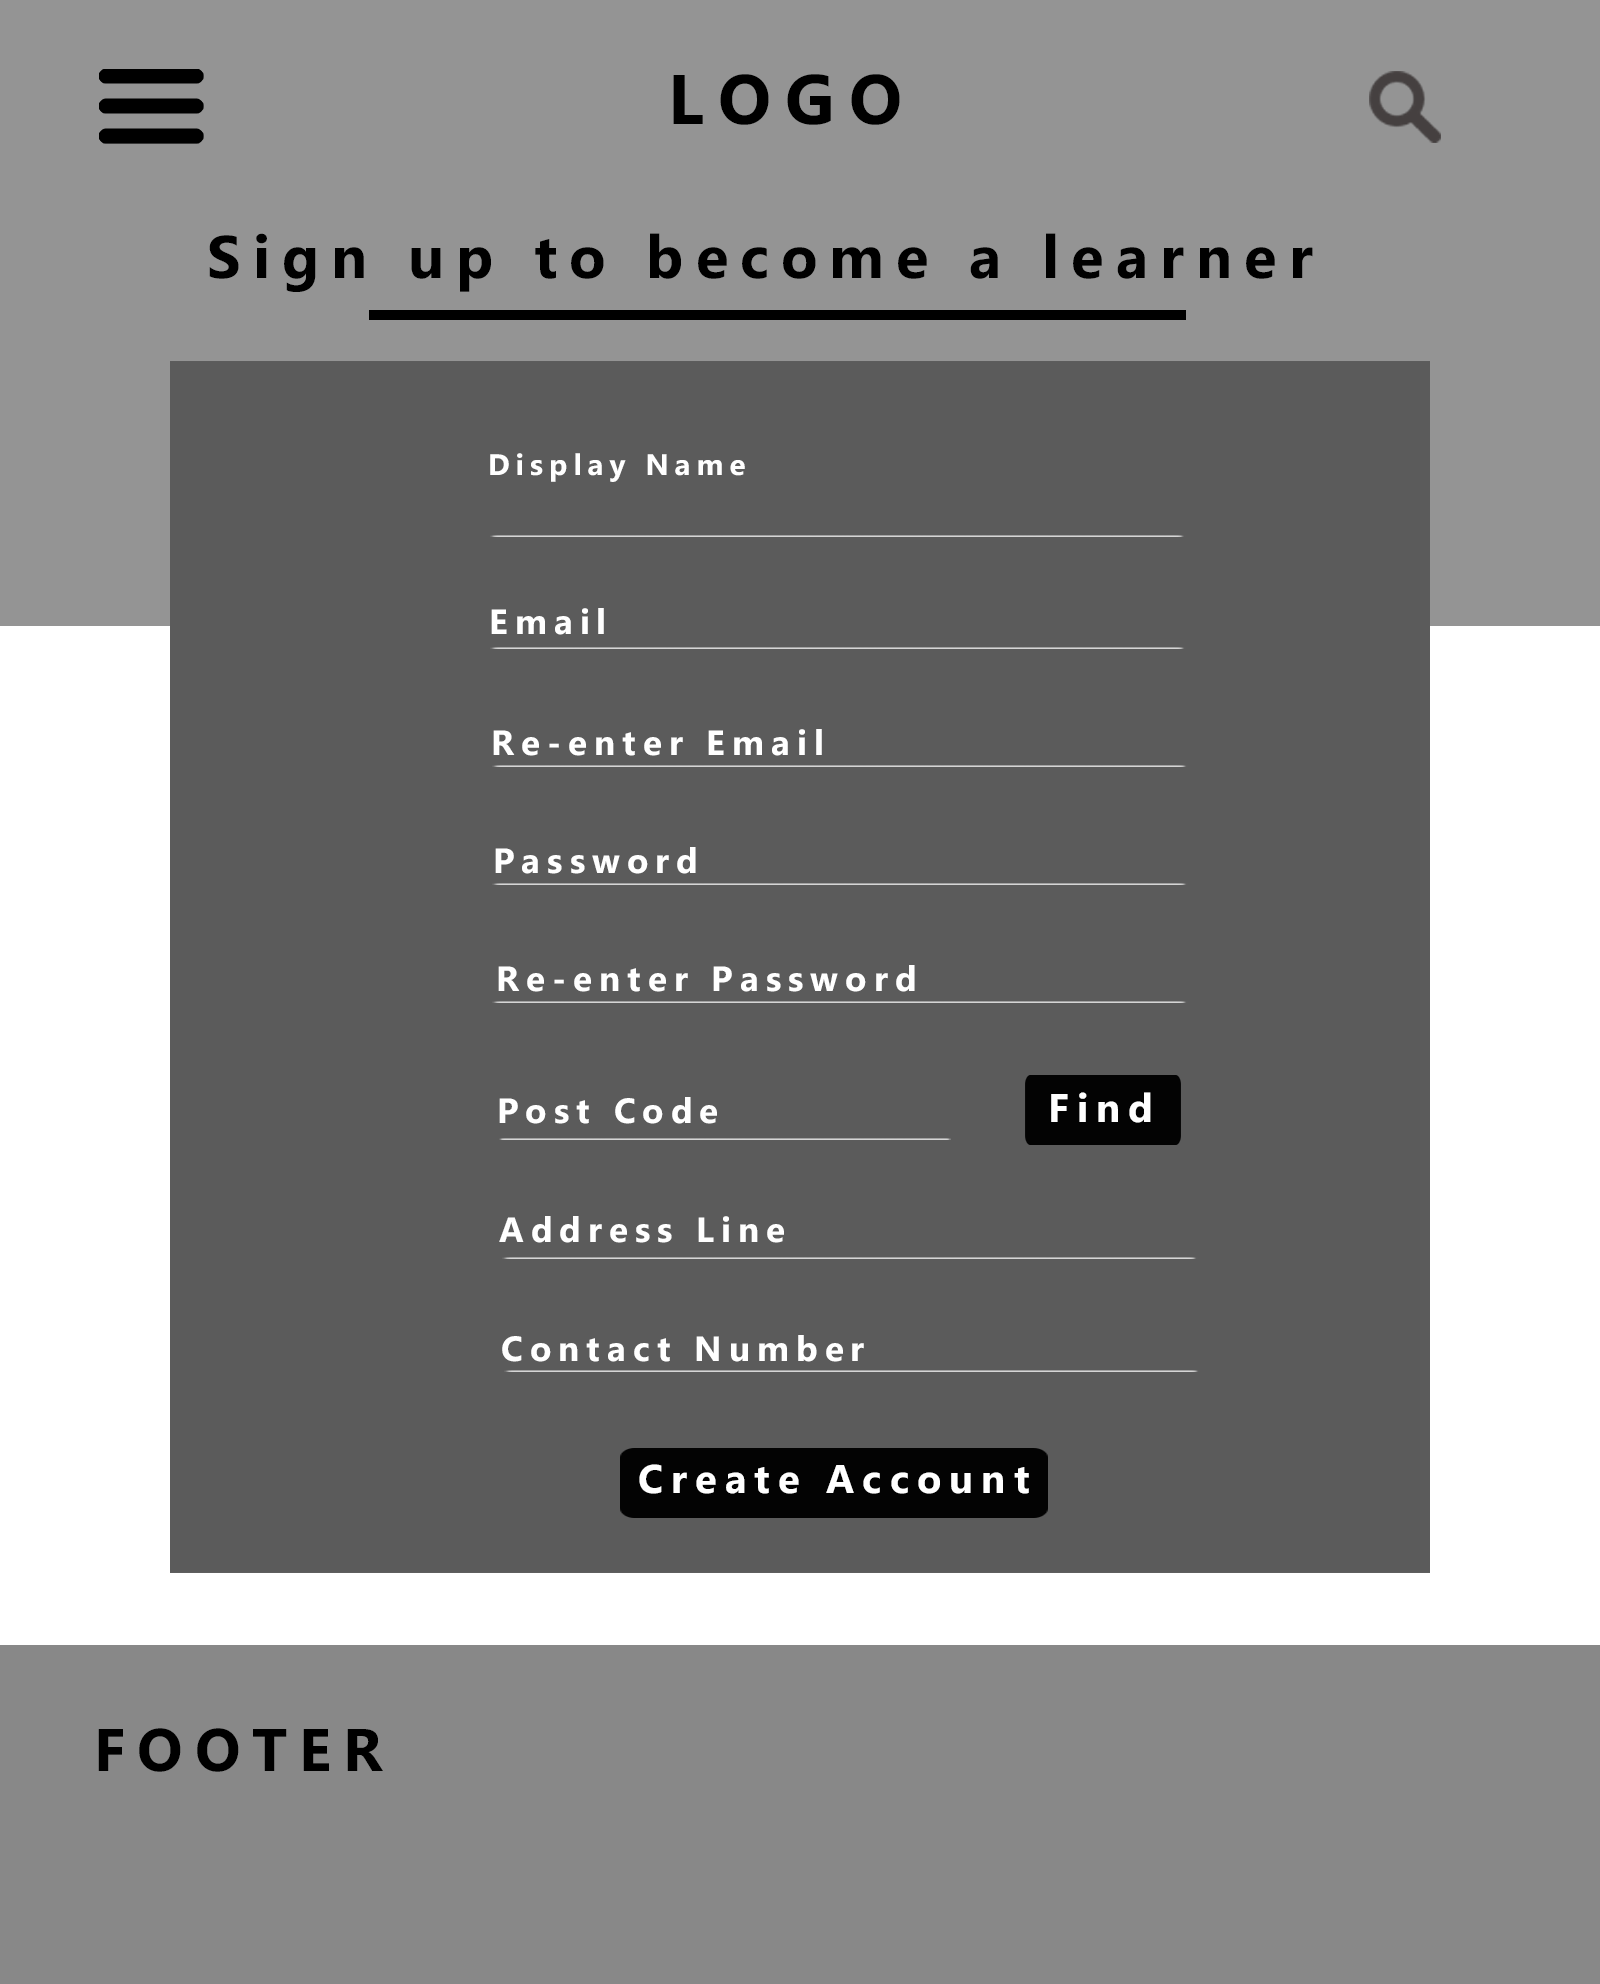 LOGO
Sign up to become a learner
Display Name
Email
Re-enter Email
Password
Re-enter Password
Post Code
Find
Address Line
Contact Number
Create Account
FOOTER